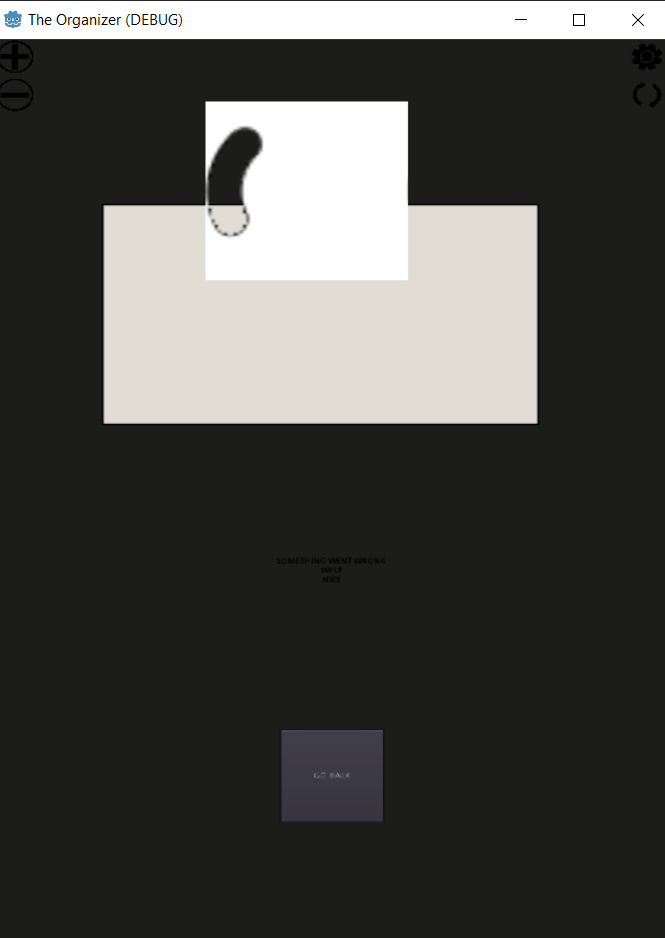 The Organizer (DEBUG)
SOMETHING WENT WRONG
GO BACK